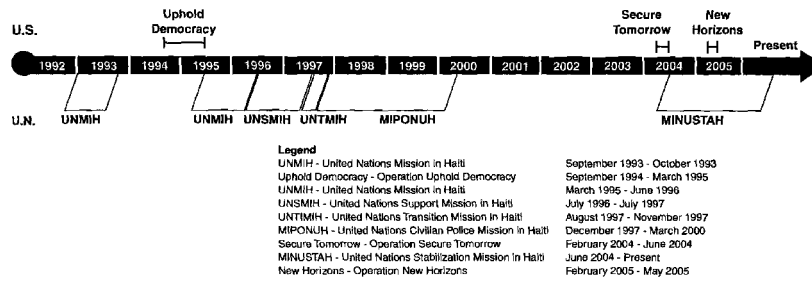 U.S.
Uphold
Democracy
Secure
Tomorrow
New
Horizons
Present
1992 1993 1994 1995 1996 1997 1998 1999 2000 2001 2002 2003 2004 2005
U.N. UNMIH UNMIH UNSMIH UNTMIH MIPONUH MINUSTAH
Legend
UNMIH - United Nations Mission in Haiti September 1993 - October 1993
Uphold Democracy - Operation Uphold Democracy September 1994 - March 1995
UNMIH - United Nations Mission in Haiti March 1995 - June 1996
UNSMIH - United Nations Support Mission in Haiti July 1996 - July 1997
UNTIMIH - United Nations Transition Mission in Haiti August 1997 - November 1997
MIPONUH - United Nations Civilian Police Mission in Haiti December 1997 - March 2000
Secure Tomorrow - Operation Secure Tomorrow February 2004 - June 2004
MINUSTAH - United Nations Stabilization Mission in Haiti June 2004 - Present
New Horizons - Operation New Horizons February 2005 - May 2005